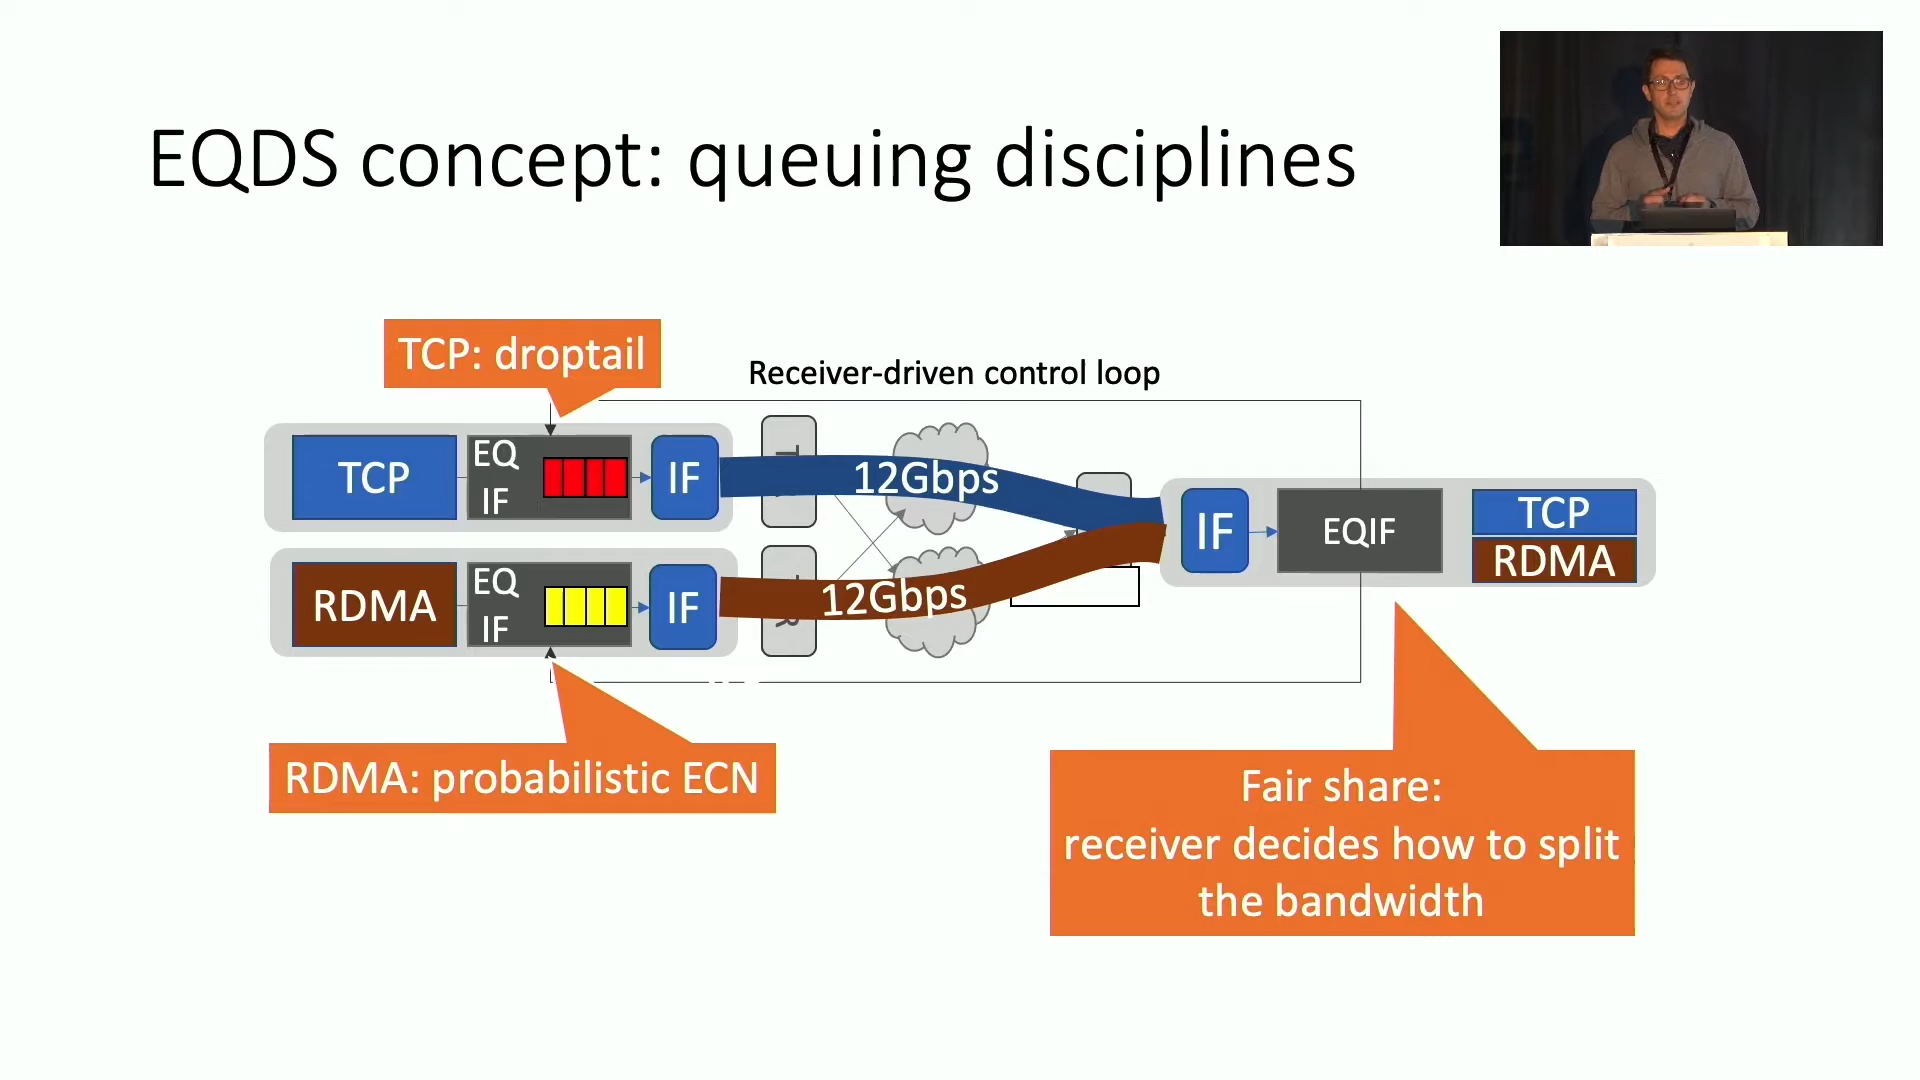 EQDS concept: queuing disciplines
TCP: droptail
Receiver-driven control loop
TCP
EQ
IF
IF
12Gbps
RDMA
EQ
IF
IF
12Gbps
IF
EQIF
TCP
RDMA
RDMA: probabilistic ECN
Fair share:
receiver decides how to split
the bandwidth